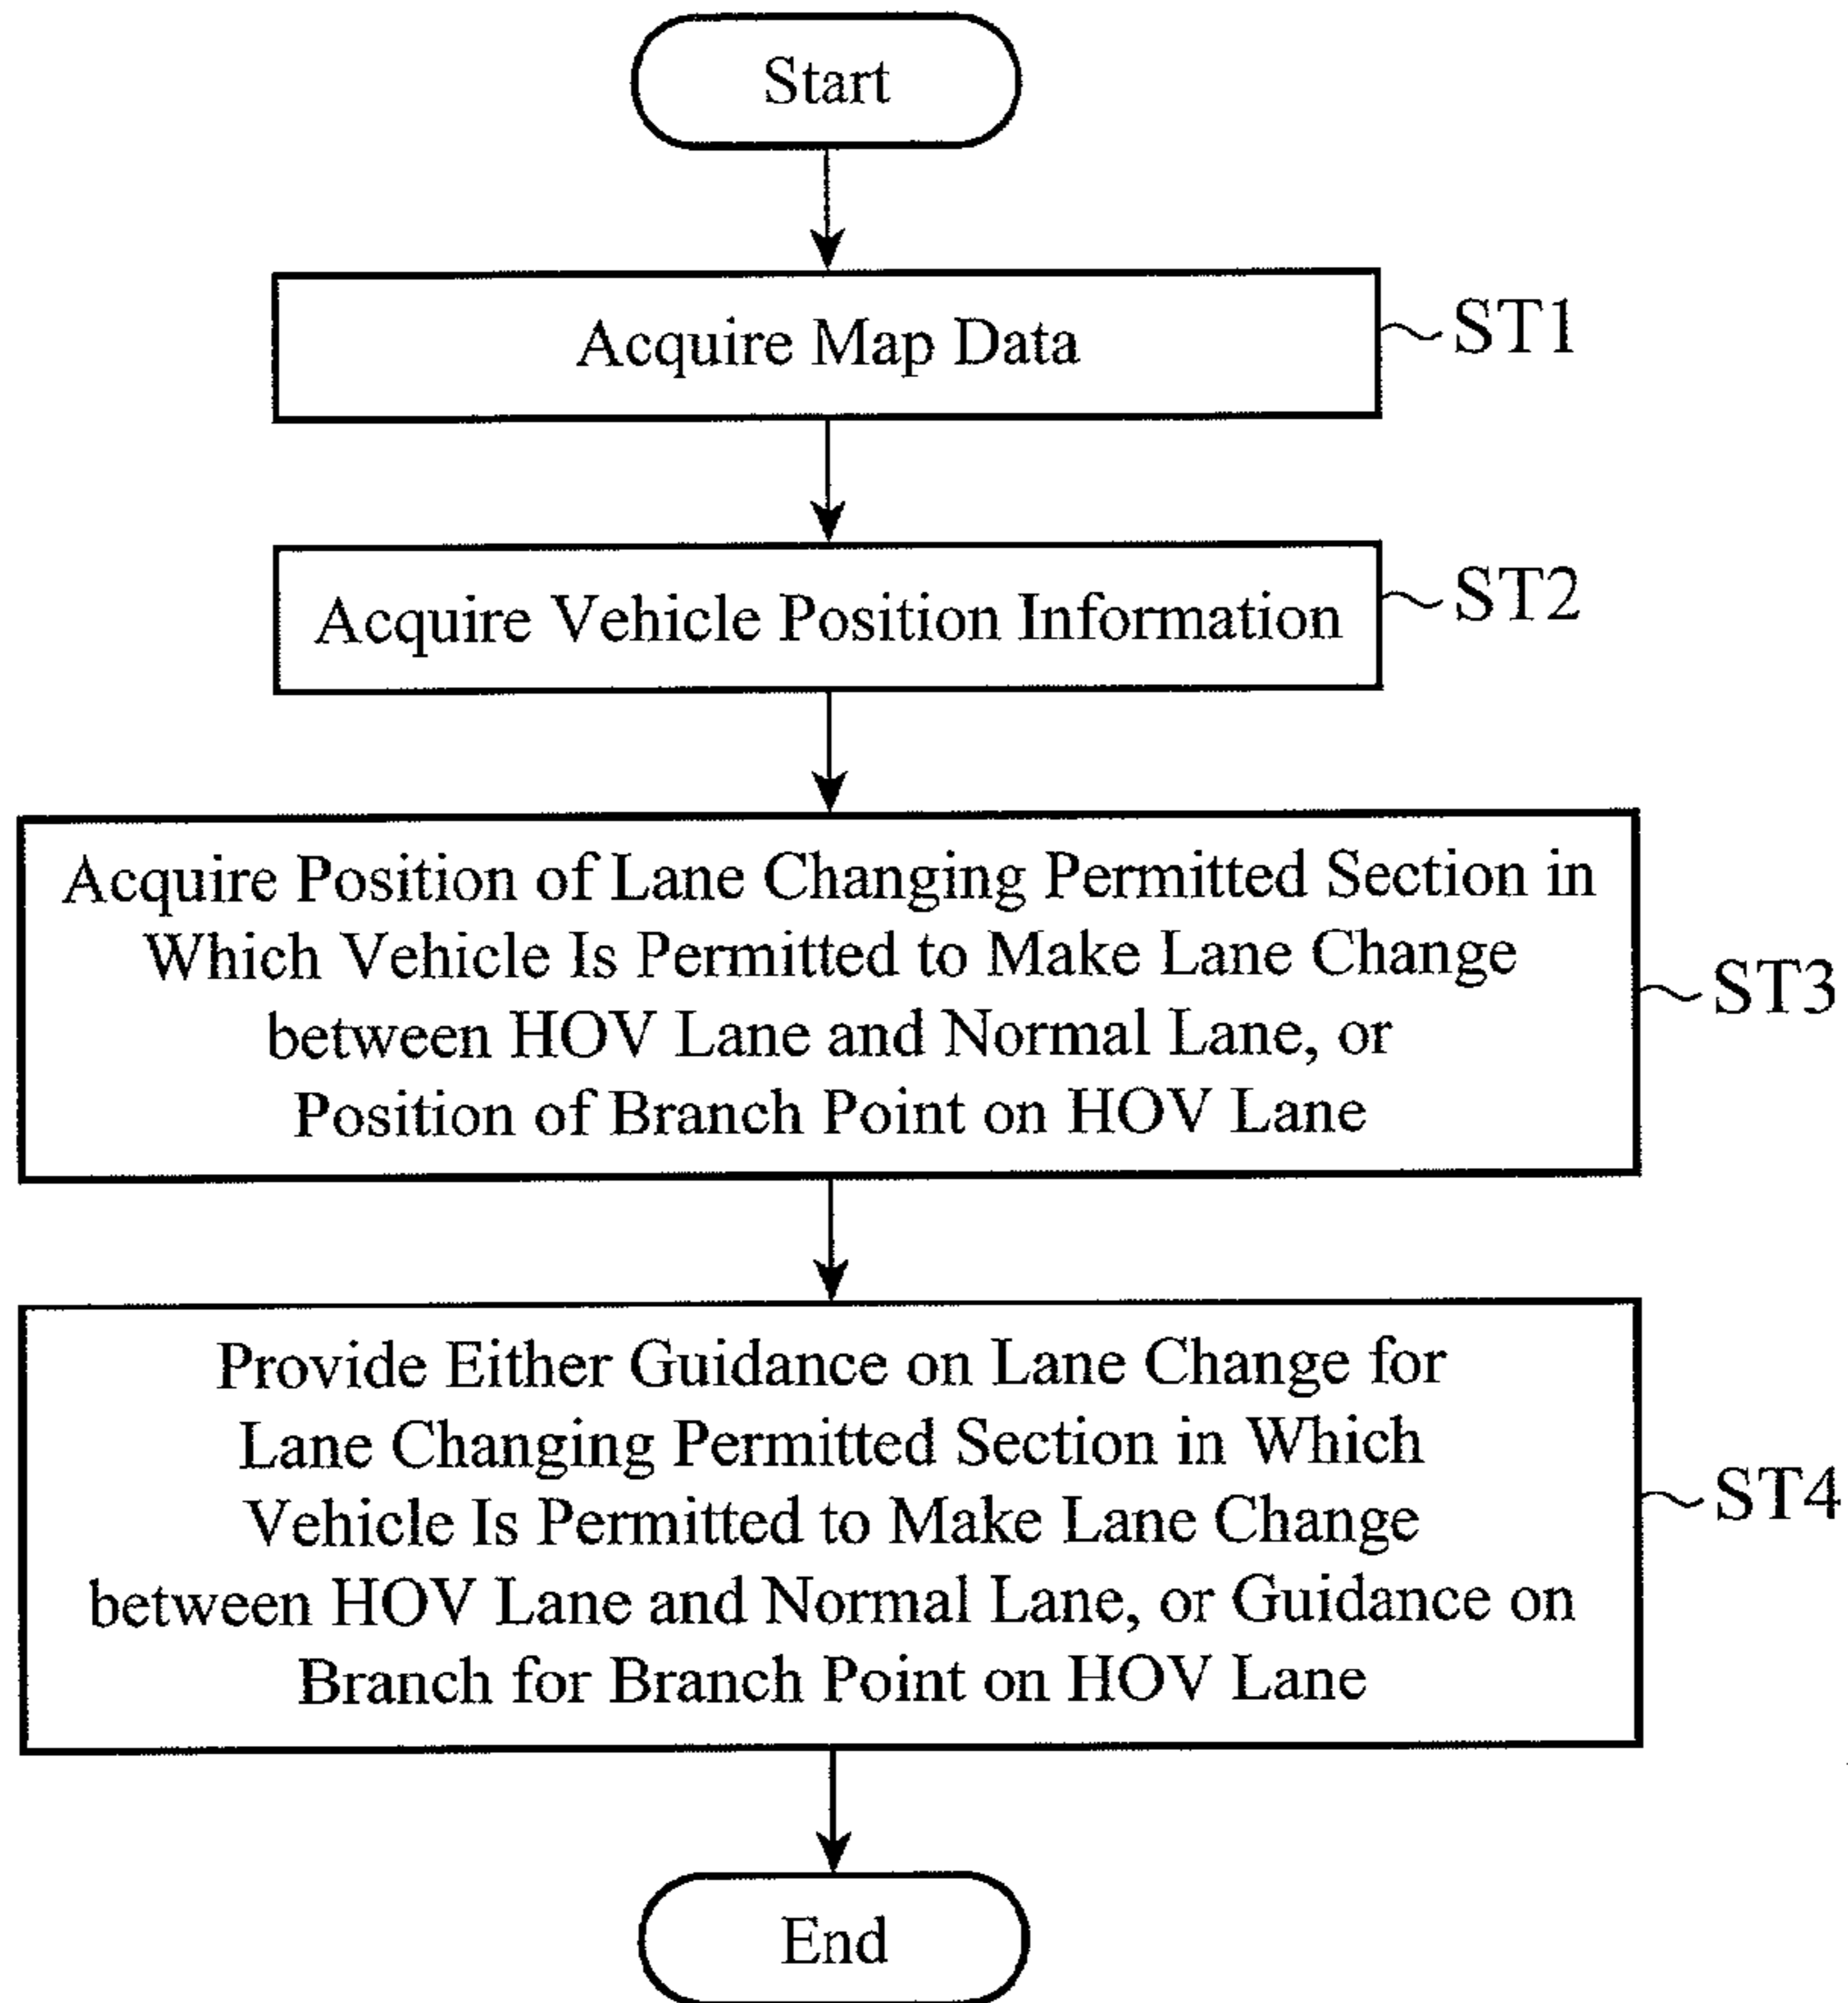 Start
Acquire Map Data
ST1
Acquire Vehicle Position Information
ST2
Acquire Position of Lane Changing Permitted Section in
Which Vehicle Is Permitted to Make Lane Change
between HOV Lane and Normal Lane, or
Position of Branch Point on HOV Lane
ST3
Provide Either Guidance on Lane Change for
Lane Changing Permitted Section in Which
Vehicle Is Permitted to Make Lane Change
between HOV Lane and Normal Lane, or Guidance on
Branch for Branch Point on HOV Lane
ST4
End